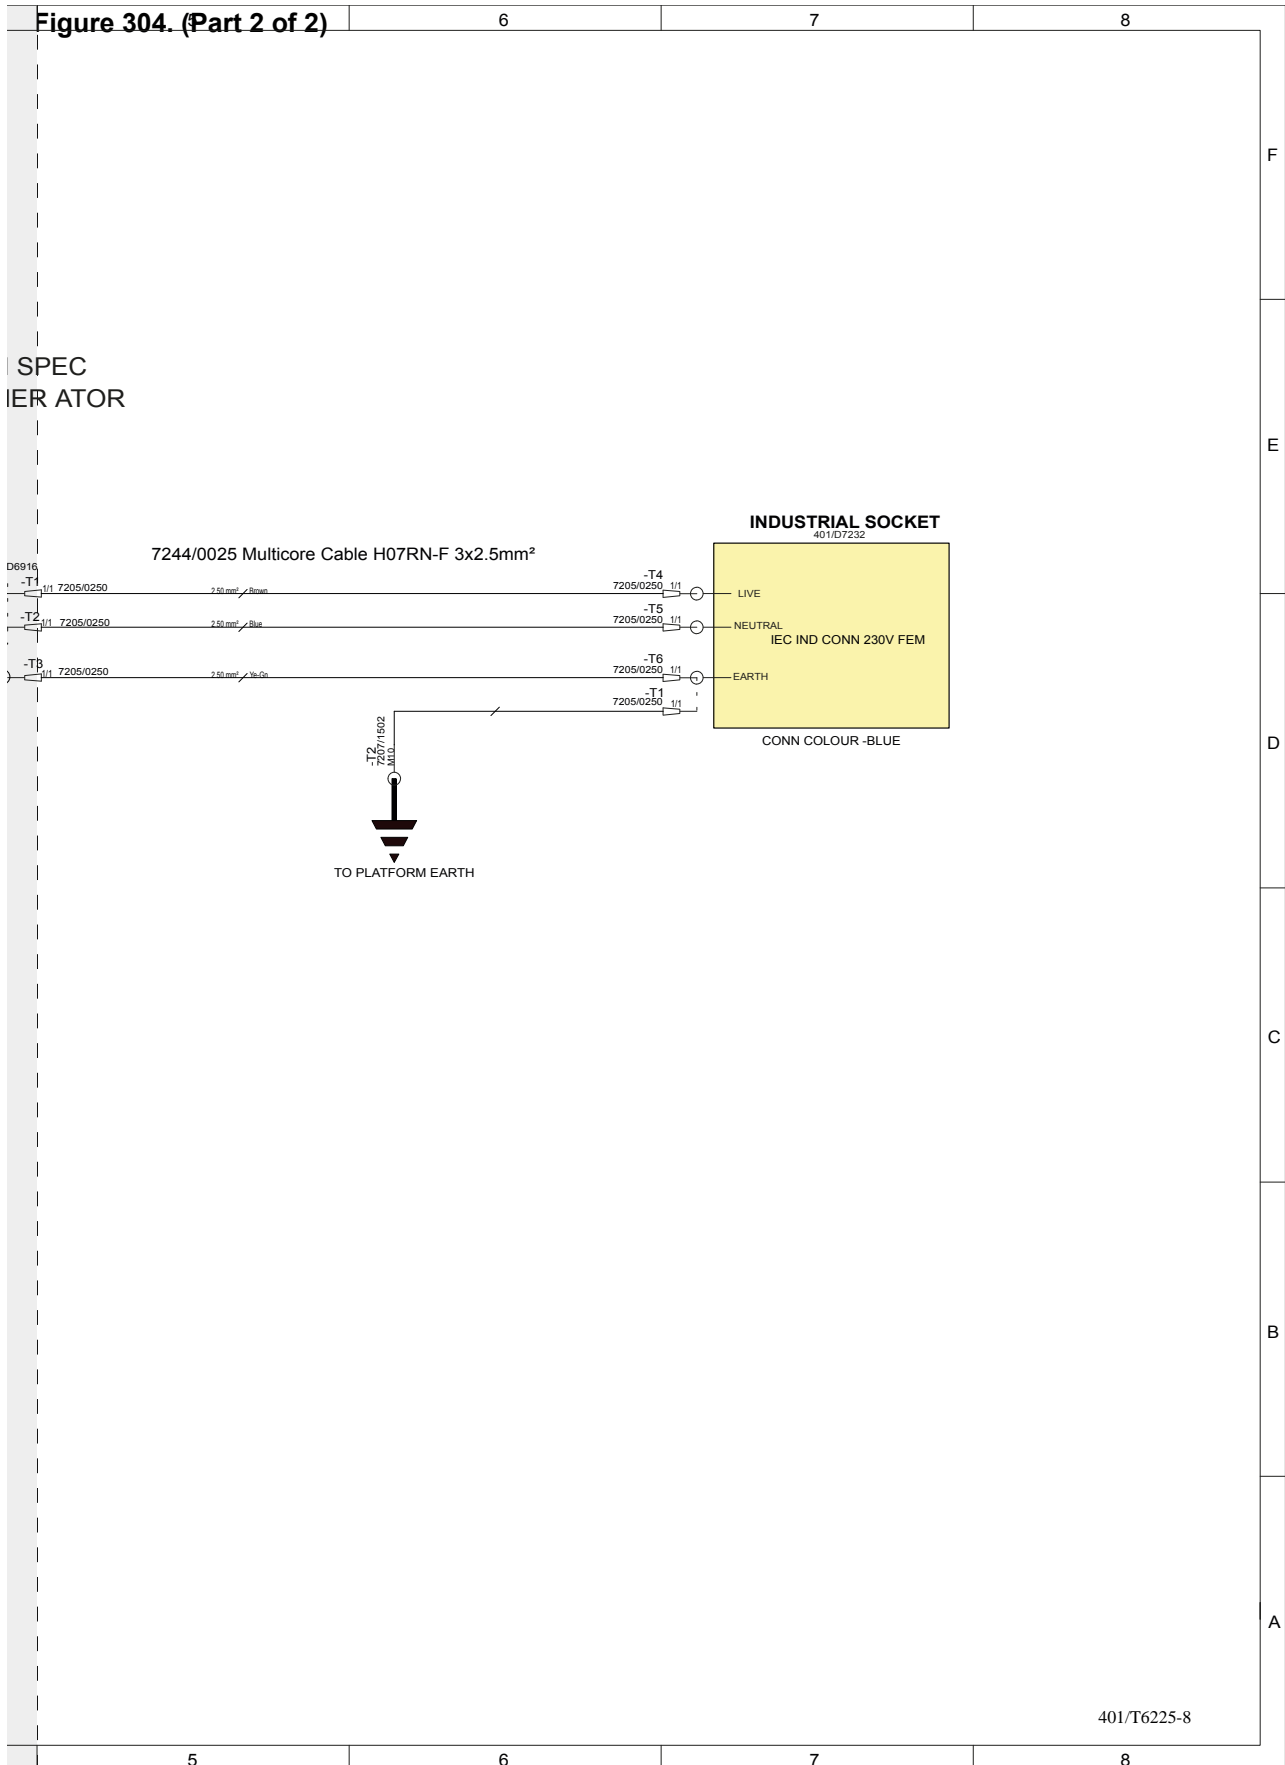 Figure 304. (Part 2 of 2)
5 6 7 8
F
SPEC
ER ATOR
E
INDUSTRIAL SOCKET
401/D7232
7244/0025 Multicore Cable H07RN-F 3x2.5mm²
D6916
-T1 1/1 7205/0250 2.50 mm² Brown -T4 7205/0250 1/1 LIVE
-T2 1/1 7205/0250 2.50 mm² Blue -T5 7205/0250 1/1 NEUTRAL
IEC IND CONN 230V FEM
-T3 1/1 7205/0250 2.50 mm² Ye-Gn -T6 7205/0250 1/1 EARTH
-T1 7205/0250 1/1
-T2 7207/1502 M10
CONN COLOUR -BLUE
D
TO PLATFORM EARTH
C
B
A
401/T6225-8
5 6 7 8